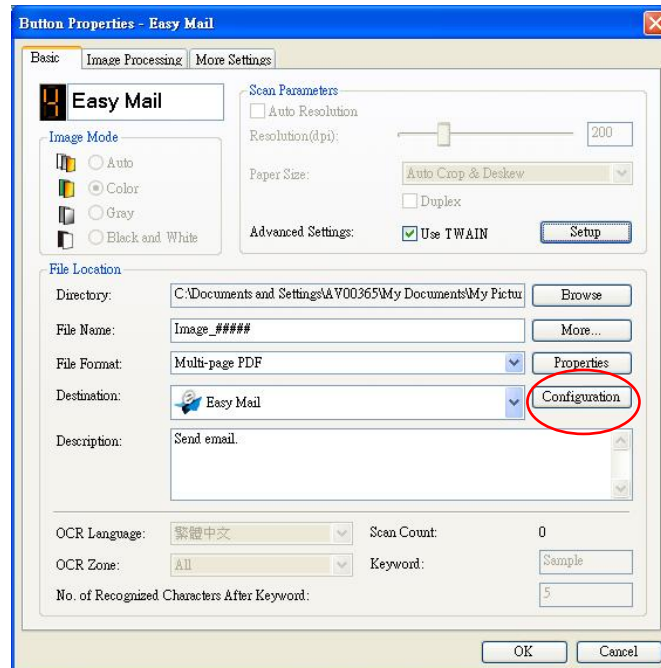 Button Properties - Easy Mail
Basic Image Processing More Settings
4 Easy Mail
Scan Parameters
Auto Resolution
Resolution(dpi): 200
Image Mode
Auto
Color
Gray
Black and White
Paper Size: Auto Crop & Deskew
Duplex
Advanced Settings: Use TWAIN Setup
File Location
Directory: C:\Documents and Settings\AV00365\My Documents\My Pictur Browse
File Name: Image_##### More...
File Format: Multi-page PDF Properties
Destination: Easy Mail Configuration
Description: Send email.
OCR Language: 繁體中文 Scan Count: 0
OCR Zone: All Keyword: Sample
No. of Recognized Characters After Keyword: 5
OK Cancel